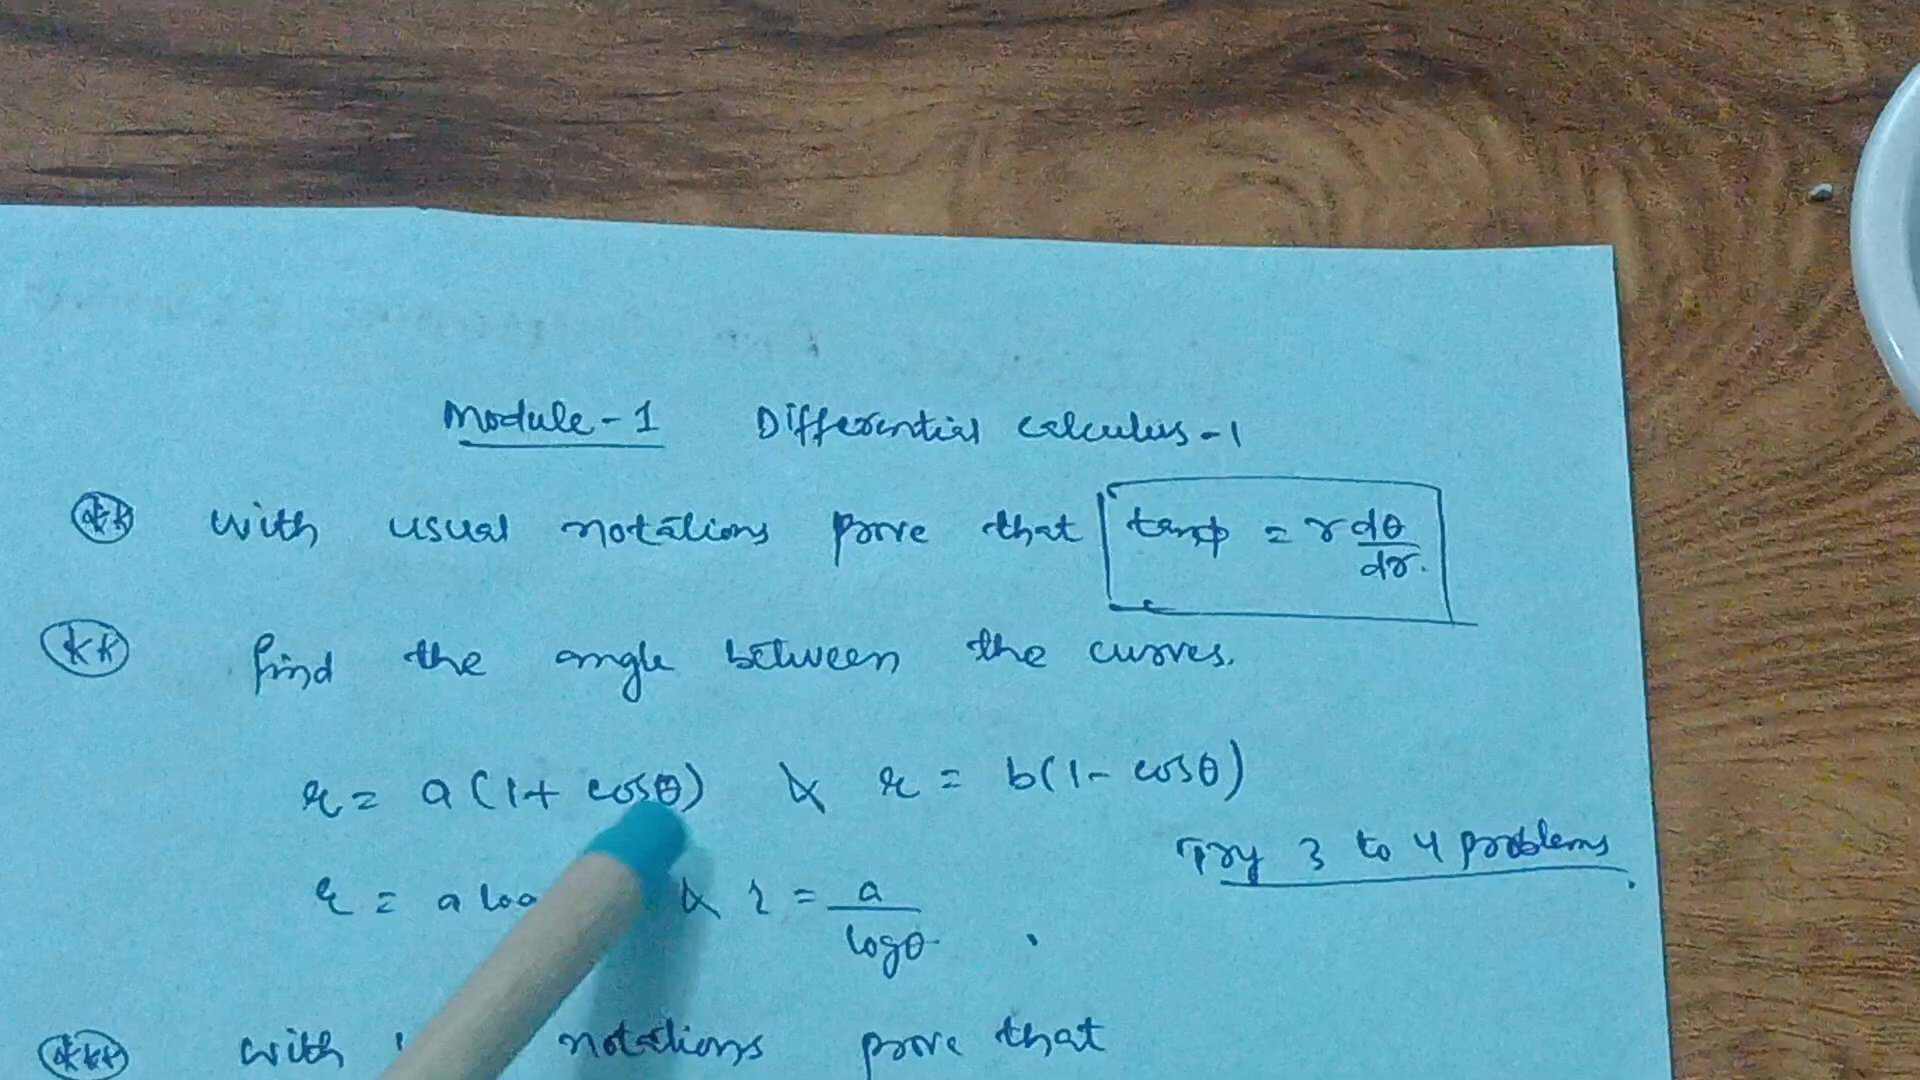 Module-1 Differential calculus-1
** with usual notations prove that tanϕ = r dθ/dr.
** find the angle between the curves.
r = a(1+ cosθ) & r = b(1- cosθ)
Try 3 to 4 problems.
r = a & r = a/logθ.
*** with notations prove that